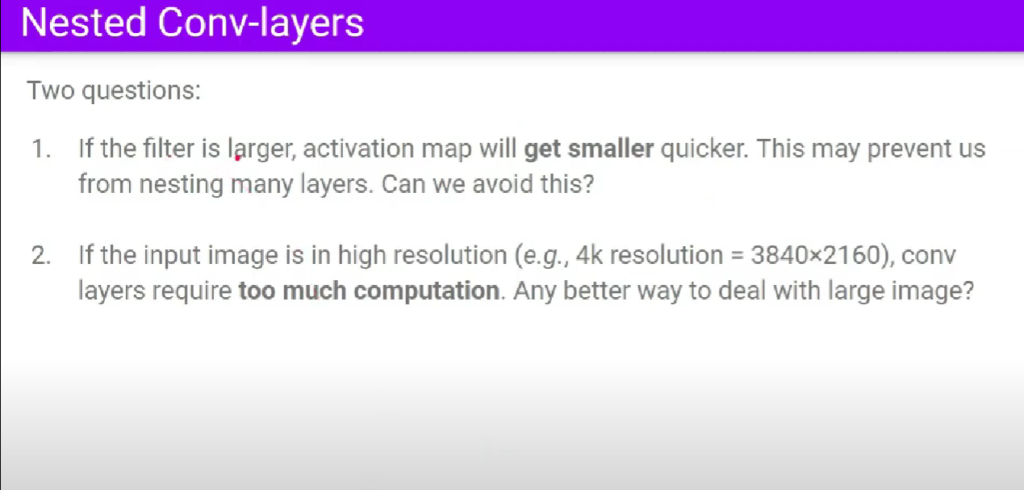 Nested Conv-layers
Two questions:
1. If the filter is larger, activation map will get smaller quicker. This may prevent us
from nesting many layers. Can we avoid this?
2. If the input image is in high resolution (e.g., 4k resolution = 3840×2160), conv
layers require too much computation. Any better way to deal with large image?